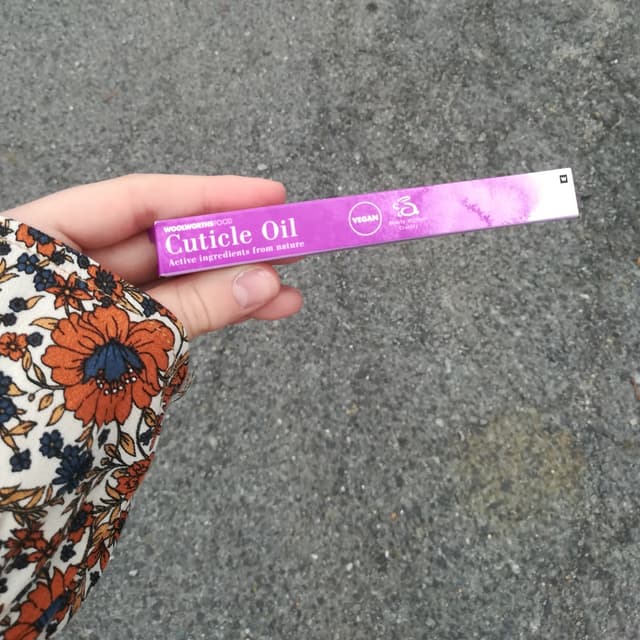 WOOLWORTHS FOOD
Cuticle Oil
Active ingredients from nature
VEGAN